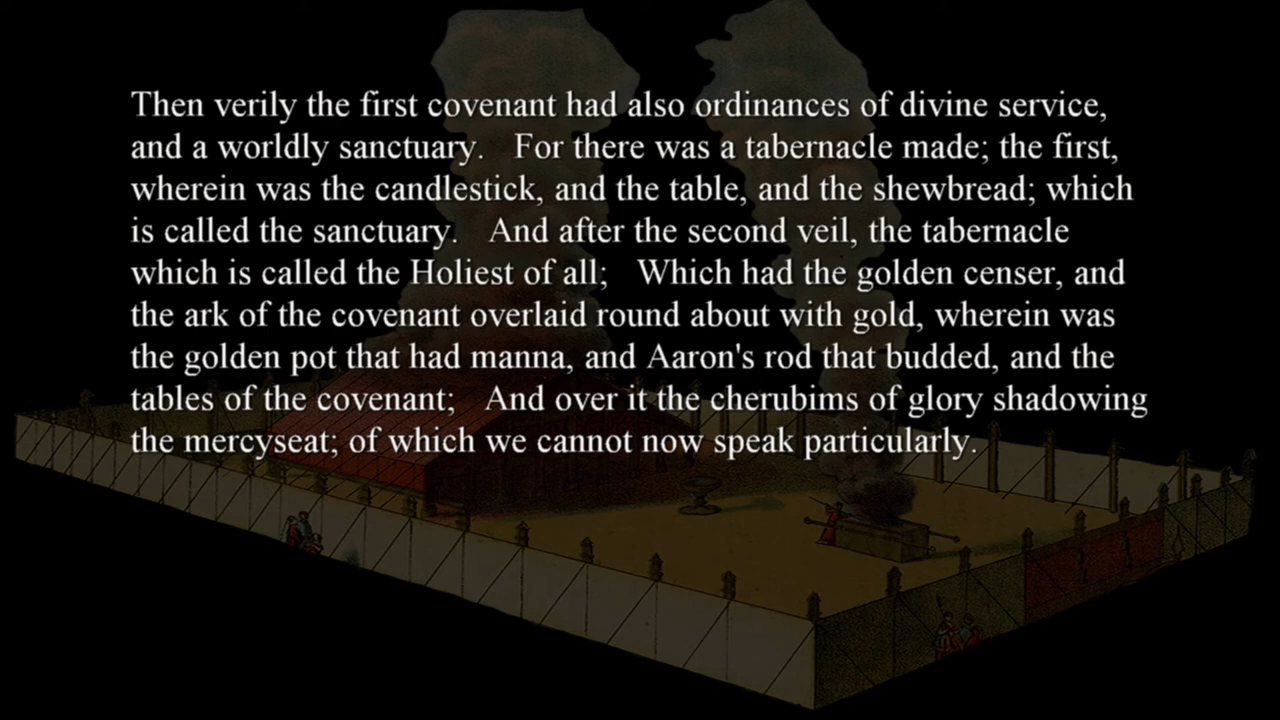 Then verily the first covenant had also ordinances of divine service,
and a worldly sanctuary.   For there was a tabernacle made; the first,
wherein was the candlestick, and the table, and the shewbread; which
is called the sanctuary.   And after the second veil, the tabernacle
which is called the Holiest of all;   Which had the golden censer, and
the ark of the covenant overlaid round about with gold, wherein was
the golden pot that had manna, and Aaron's rod that budded, and the
tables of the covenant;   And over it the cherubims of glory shadowing
the mercyseat; of which we cannot now speak particularly.